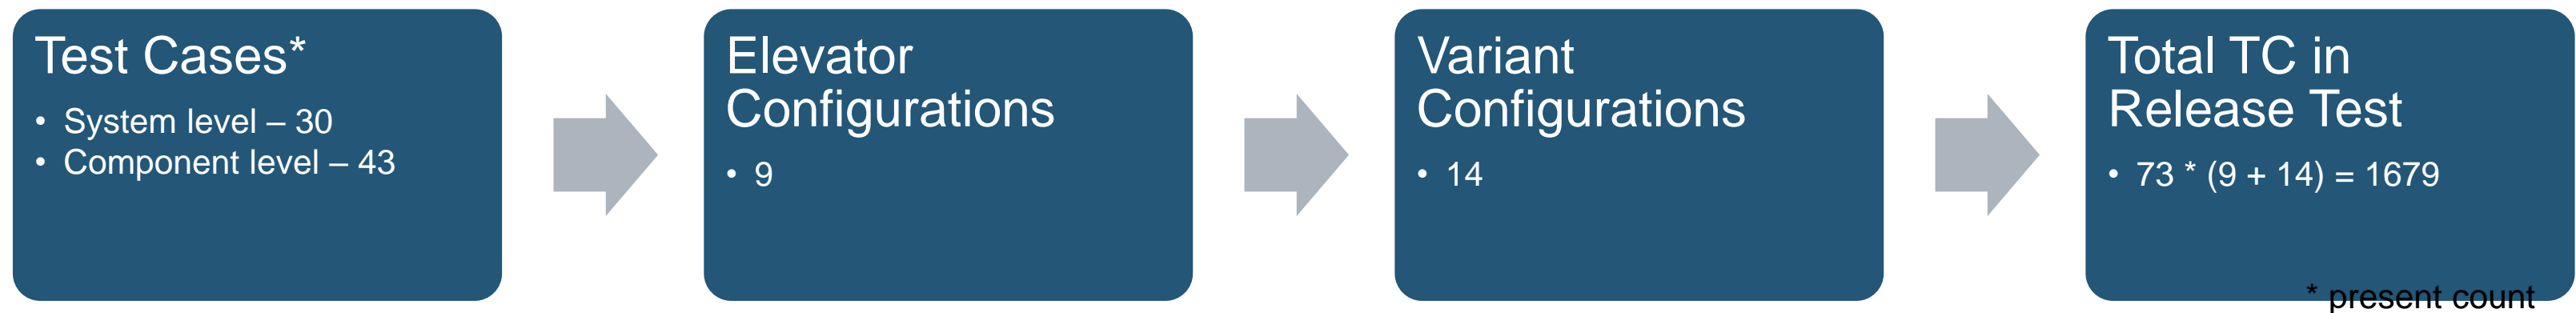 Test Cases*
• System level – 30
• Component level – 43
Elevator
Configurations
• 9
Variant
Configurations
• 14
Total TC in
Release Test
• 73 * (9 + 14) = 1679
* present count